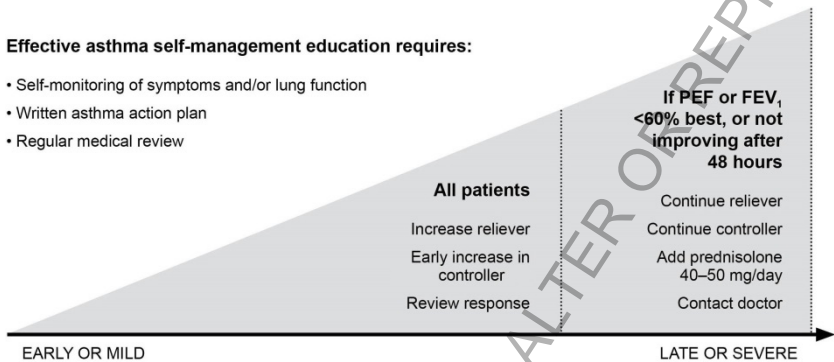 Effective asthma self-management education requires:
• Self-monitoring of symptoms and/or lung function
• Written asthma action plan
• Regular medical review
All patients
Increase reliever
Early increase in
controller
Review response
If PEF or FEV₁
<60% best, or not
improving after
48 hours
Continue reliever
Continue controller
Add prednisolone
40–50 mg/day
Contact doctor
EARLY OR MILD
LATE OR SEVERE
ALTER OR REP